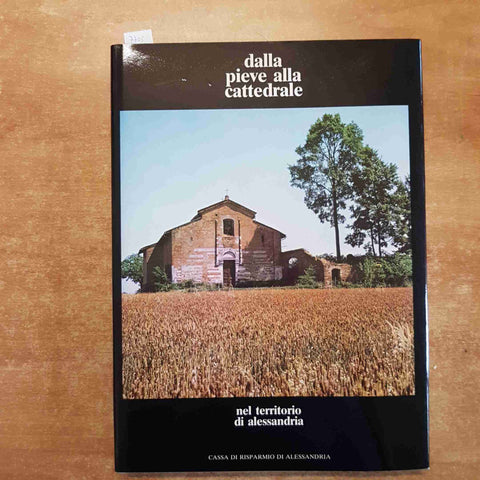 dalla
pieve alla
cattedrale
nel territorio
di alessandria
CASSA DI RISPARMIO DI ALESSANDRIA